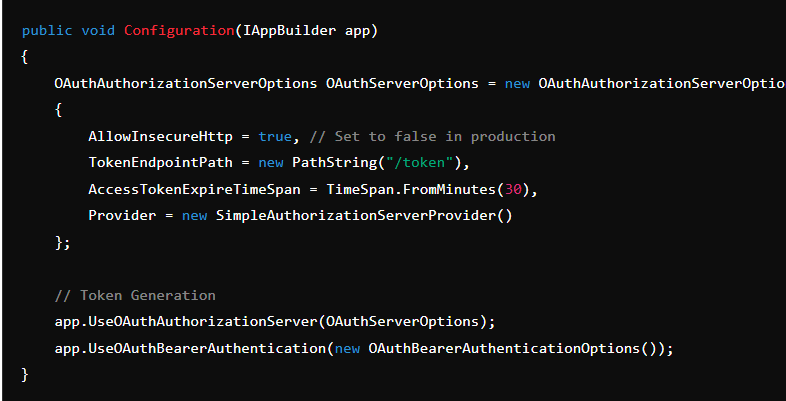 public void Configuration(IAppBuilder app)
{
    OAuthAuthorizationServerOptions OAuthServerOptions = new OAuthAuthorizationServerOptio
    {
        AllowInsecureHttp = true, // Set to false in production
        TokenEndpointPath = new PathString("/token"),
        AccessTokenExpireTimeSpan = TimeSpan.FromMinutes(30),
        Provider = new SimpleAuthorizationServerProvider()
    };
    // Token Generation
    app.UseOAuthAuthorizationServer(OAuthServerOptions);
    app.UseOAuthBearerAuthentication(new OAuthBearerAuthenticationOptions());
}